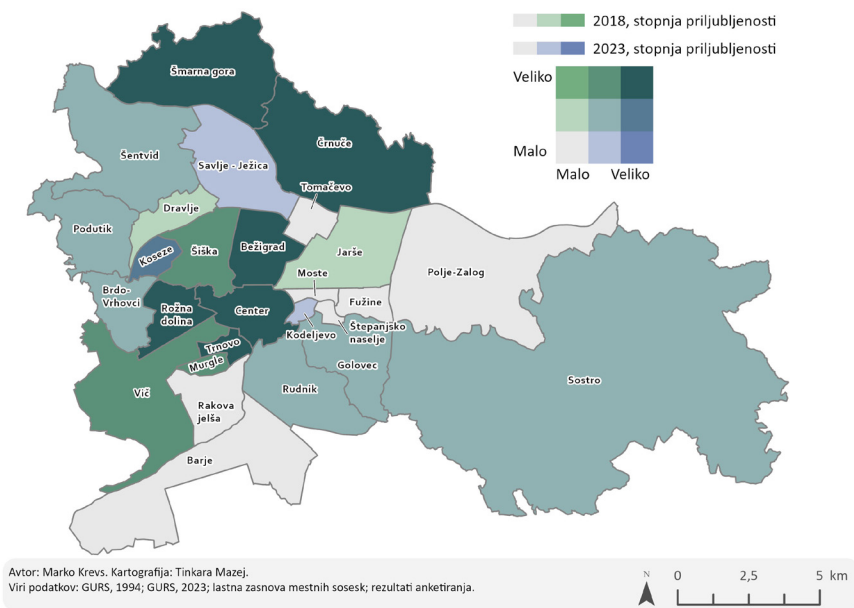 2018, stopnja priljubljenosti
2023, stopnja priljubljenosti
Veliko
Malo
Malo Veliko
Šmarna gora
Črnuče
Šentvid
Savlje - Ježica
Tomačevo
Dravlje
Podutik
Koseze
Šiška
Bežigrad
Jarše
Polje-Zalog
Moste
Brdo-
Vrhovci
Rožna
dolina
Center
Fužine
Kodeljevo
Štepanjsko
naselje
Trnovo
Murgle
Golovec
Vič
Rudnik
Sostro
Rakova
jelša
Barje
Avtor: Marko Krevs. Kartografija: Tinkara Mazej.
Viri podatkov: GURS, 1994; GURS, 2023; lastna zasnova mestnih sosesk; rezultati anketiranja.
N
0 2,5 5 km